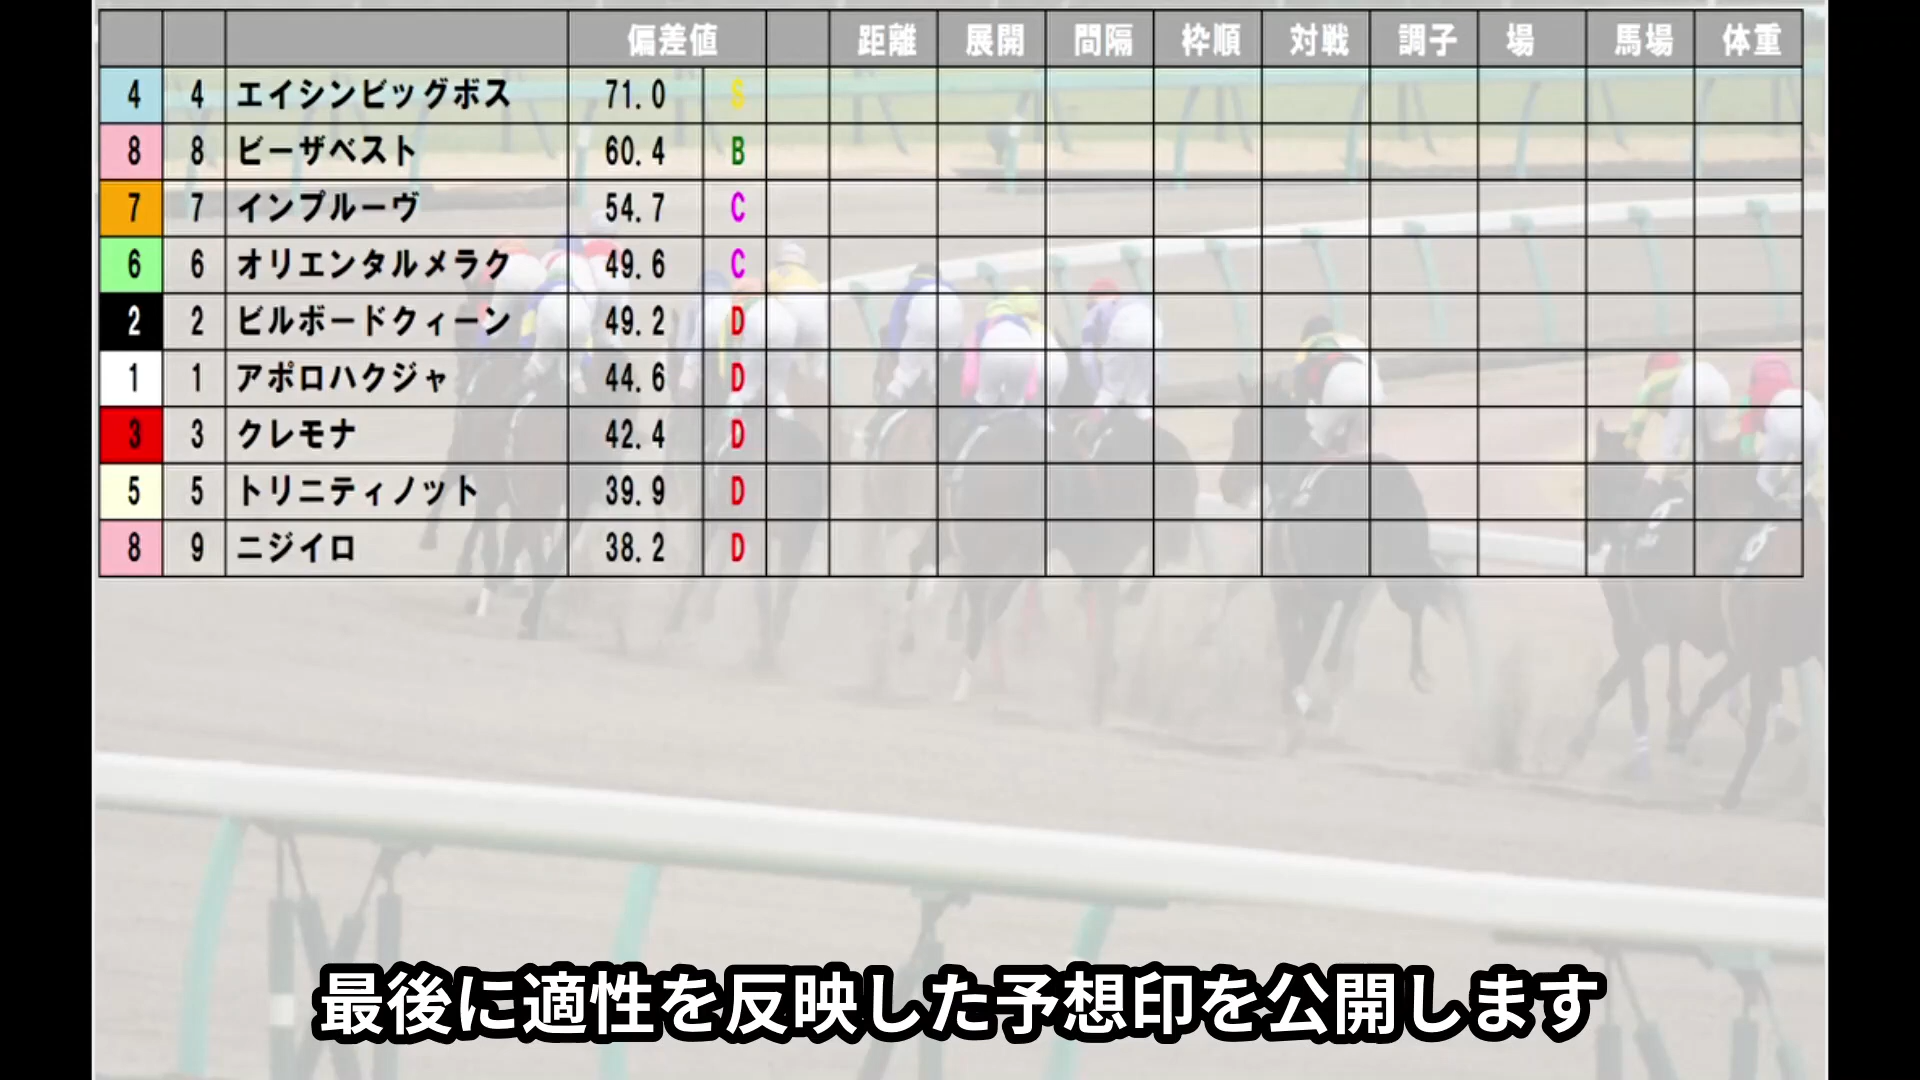 偏差値 距離 展開 間隔 枠順 対戦 調子 場 馬場 体重
4 4 エイシンビッグボス 71.0 S
8 8 ビーザベスト 60.4 B
7 7 インプルーヴ 54.7 C
6 6 オリエンタルメラク 49.6 C
2 2 ビルボードクィーン 49.2 D
1 1 アポロハクジャ 44.6 D
3 3 クレモナ 42.4 D
5 5 トリニティノット 39.9 D
8 9 ニジイロ 38.2 D
最後に適性を反映した予想印を公開します